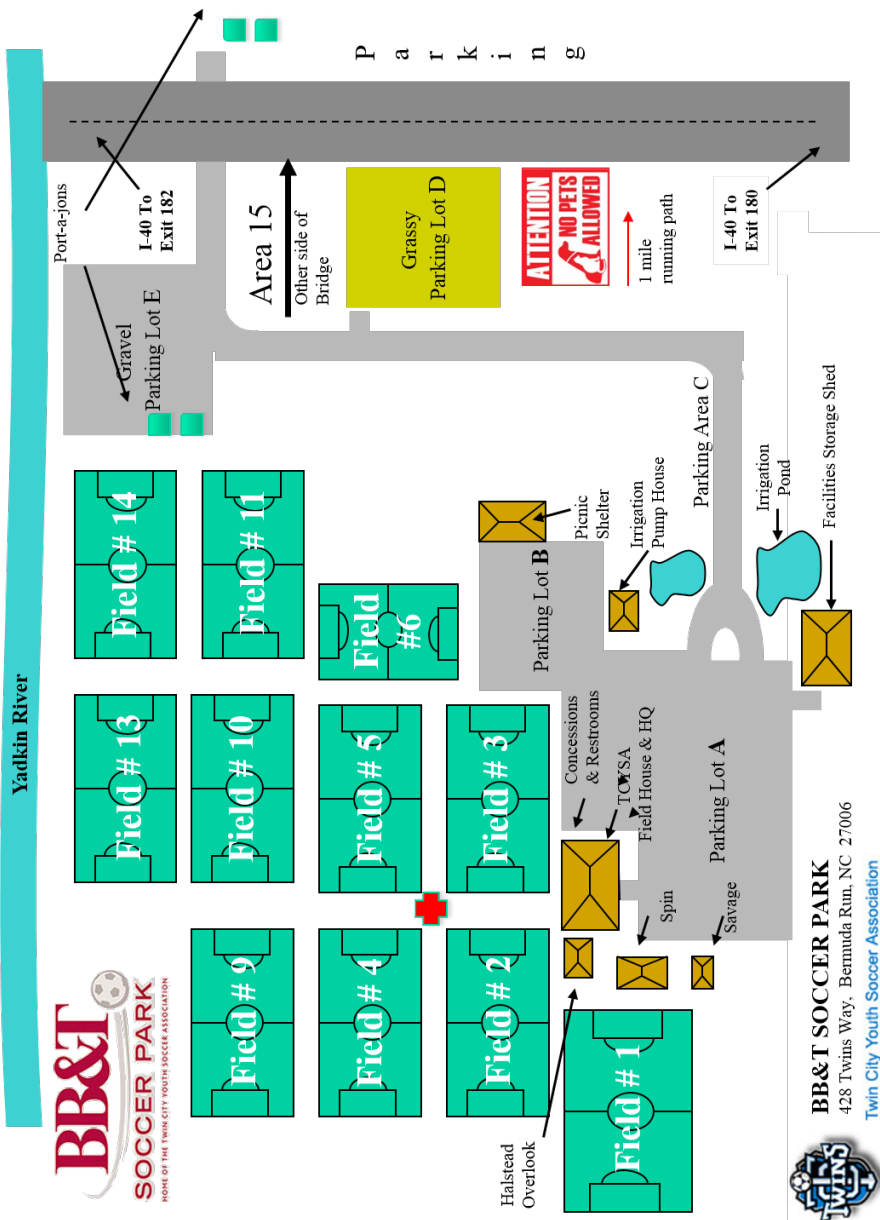 Yadkin River
Port-a-jons
I-40 To
Exit 182
Parking
Area 15
Other side of
Bridge
Gravel
Parking Lot E
Grassy
Parking Lot D
ATTENTION
NO PETS
ALLOWED
1 mile
running path
I-40 To
Exit 180
Field # 14
Field # 11
Field
#6
Picnic
Shelter
Irrigation
Pump House
Parking Area C
Irrigation
Pond
Facilities Storage Shed
Parking Lot B
Field # 13
Field # 10
Field # 5
Field # 3
Concessions
& Restrooms
TCYSA
Field House & HQ
Parking Lot A
Field # 9
Field # 4
Field # 2
Spin
Savage
Field # 1
Halstead
Overlook
BB&T
SOCCER PARK
HOME OF THE TWIN CITY YOUTH SOCCER ASSOCIATION
BB&T SOCCER PARK
428 Twins Way, Bermuda Run, NC 27006
Twin City Youth Soccer Association
TWINS